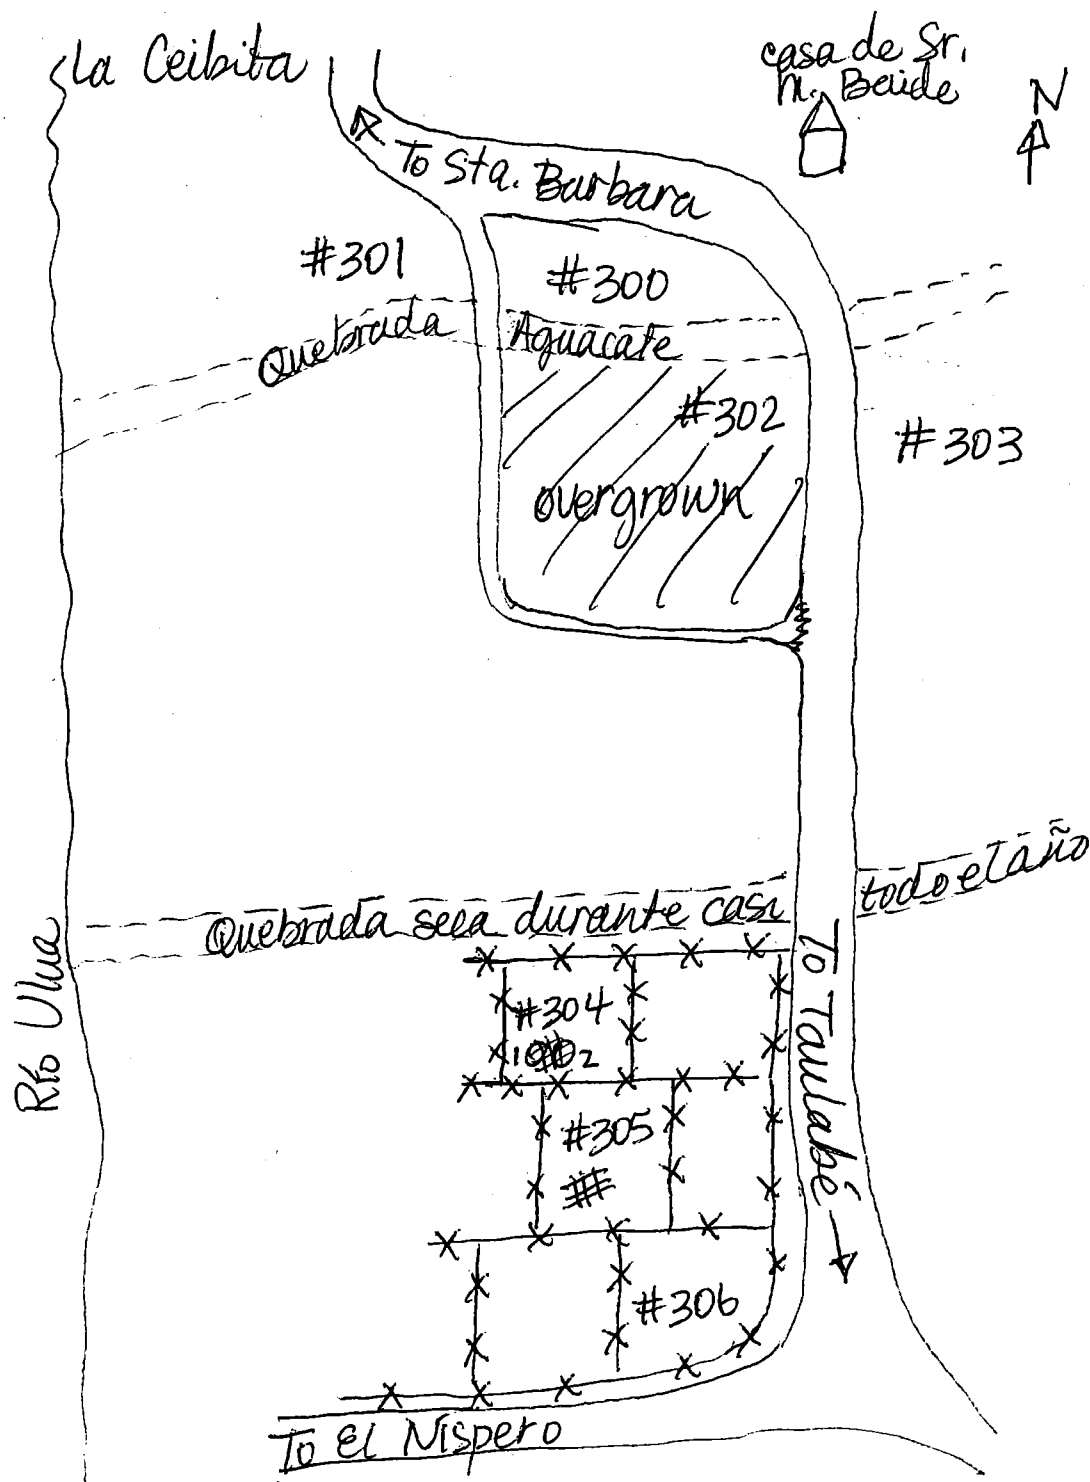 La Ceibita
casa de Sr.
M. Beide
N
To Sta. Barbara
#301
#300
Quebrada Aguacate
#302
#303
overgrown
Quebrada seca durante casi todo el año
Río Ulua
To Taulabé
#304
#305
#306
To El Níspero